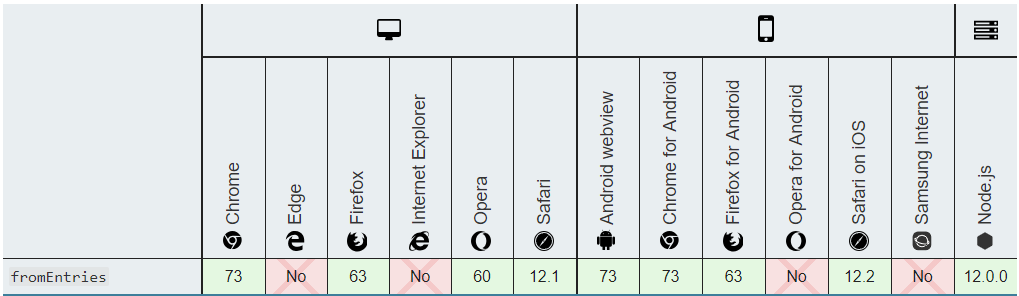 Chrome
Edge
Firefox
Internet Explorer
Opera
Safari
Android webview
Chrome for Android
Firefox for Android
Opera for Android
Safari on iOS
Samsung Internet
Node.js
fromEntries 73 No 63 No 60 12.1 73 73 63 No 12.2 No 12.0.0